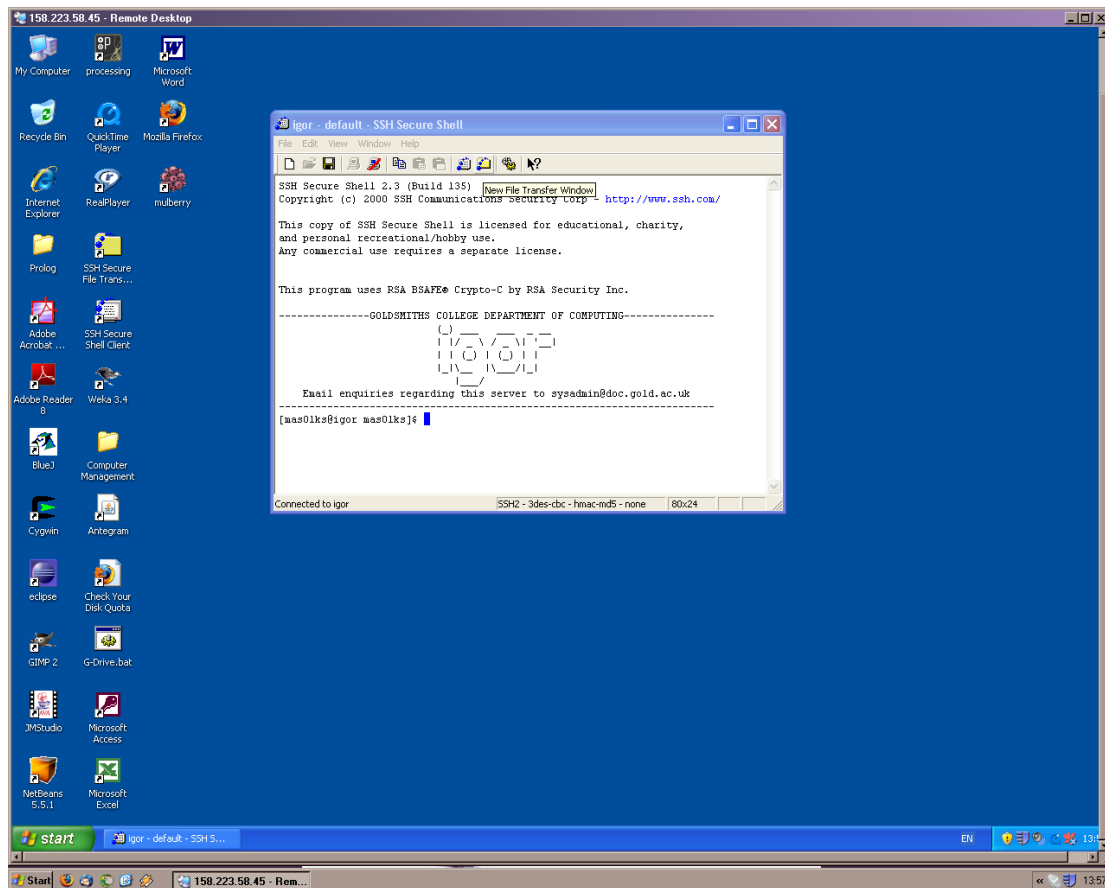 158.223.58.45 - Remote Desktop
My Computer
processing
Microsoft
Word
Recycle Bin
QuickTime
Player
Mozilla Firefox
Internet
Explorer
RealPlayer
mulberry
Prolog
SSH Secure
File Trans...
Adobe
Acrobat ...
SSH Secure
Shell Client
Adobe Reader
8
Weka 3.4
BlueJ
Computer
Management
Cygwin
Antegram
eclipse
Check Your
Disk Quota
GIMP 2
G-Drive.bat
JMStudio
Microsoft
Access
NetBeans
5.5.1
Microsoft
Excel
igor - default - SSH Secure Shell
File Edit View Window Help
SSH Secure Shell 2.3 (Build 135)
New File Transfer Window
Copyright (c) 2000 SSH Communications Security Corp - http://www.ssh.com/
This copy of SSH Secure Shell is licensed for educational, charity,
and personal recreational/hobby use.
Any commercial use requires a separate license.
This program uses RSA BSAFE® Crypto-C by RSA Security Inc.
---------------GOLDSMITHS COLLEGE DEPARTMENT OF COMPUTING---------------
igor
Email enquiries regarding this server to sysadmin@doc.gold.ac.uk
------------------------------------------------------------------------
[mas01ks@igor mas01ks]$
Connected to igor
SSH2 - 3des-cbc - hmac-md5 - none
80x24
start
igor - default - SSH S...
EN
Start
158.223.58.45 - Rem...
13:57